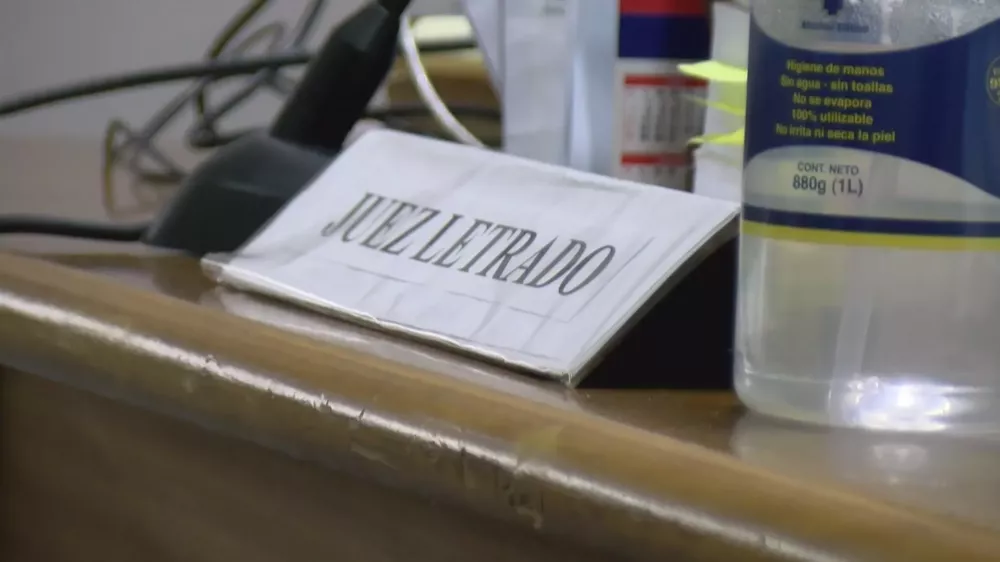 JUEZ LETRADO
Higiene de manos
Sin agua - sin toallas
No se evapora
100% utilizable
No irrita ni seca la piel
CONT. NETO
880g (1L)